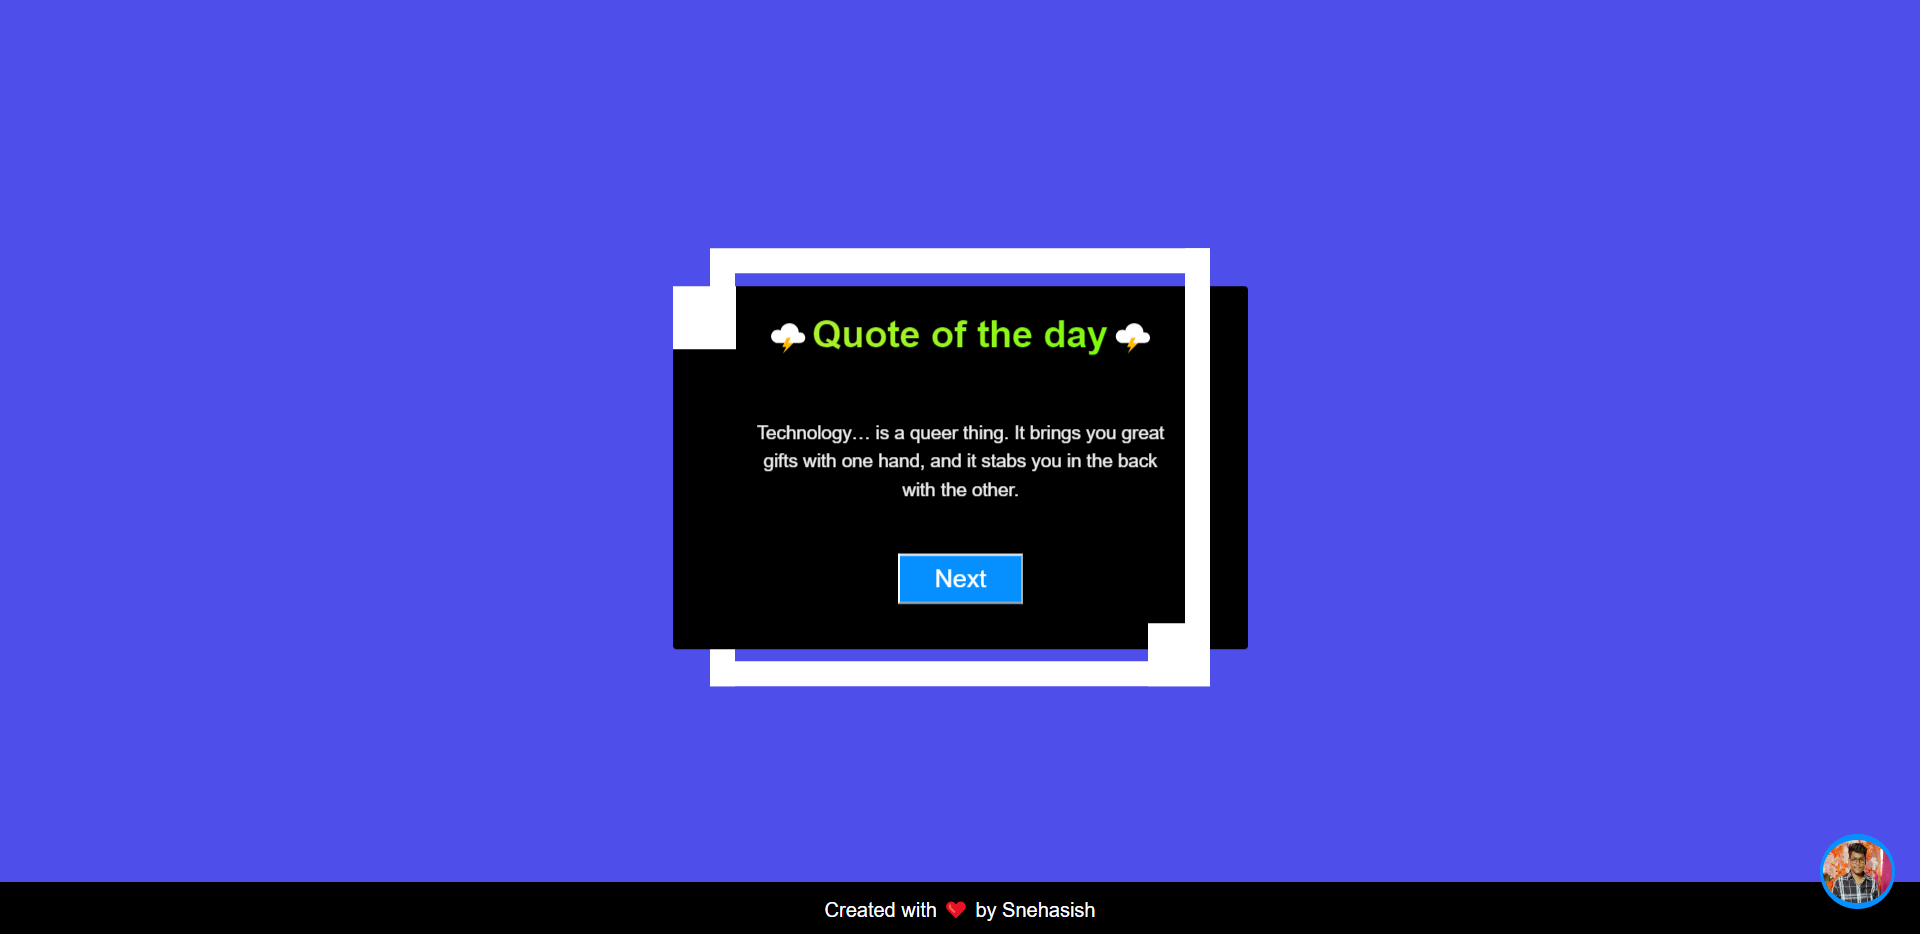 🌩️ Quote of the day 🌩️
Technology… is a queer thing. It brings you great
gifts with one hand, and it stabs you in the back
with the other.
Next
Created with ❤️ by Snehasish